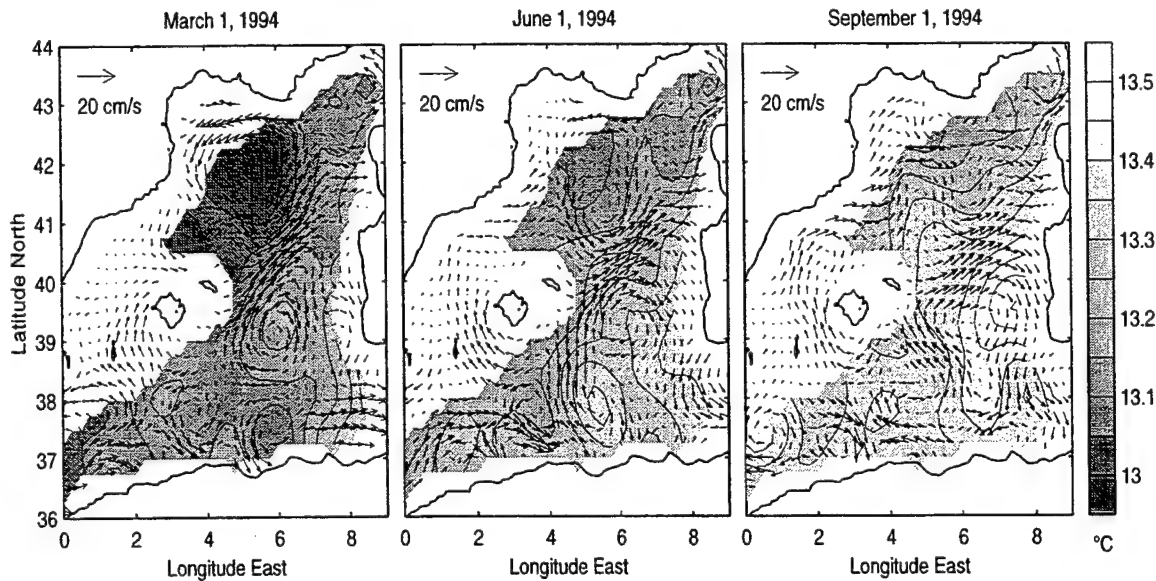 March 1, 1994
June 1, 1994
September 1, 1994
20 cm/s
20 cm/s
20 cm/s
44
43
42
41
40
39
38
37
36
Latitude North
0 2 4 6 8
0 2 4 6 8
0 2 4 6 8
Longitude East
Longitude East
Longitude East
13.5
13.4
13.3
13.2
13.1
13
°C